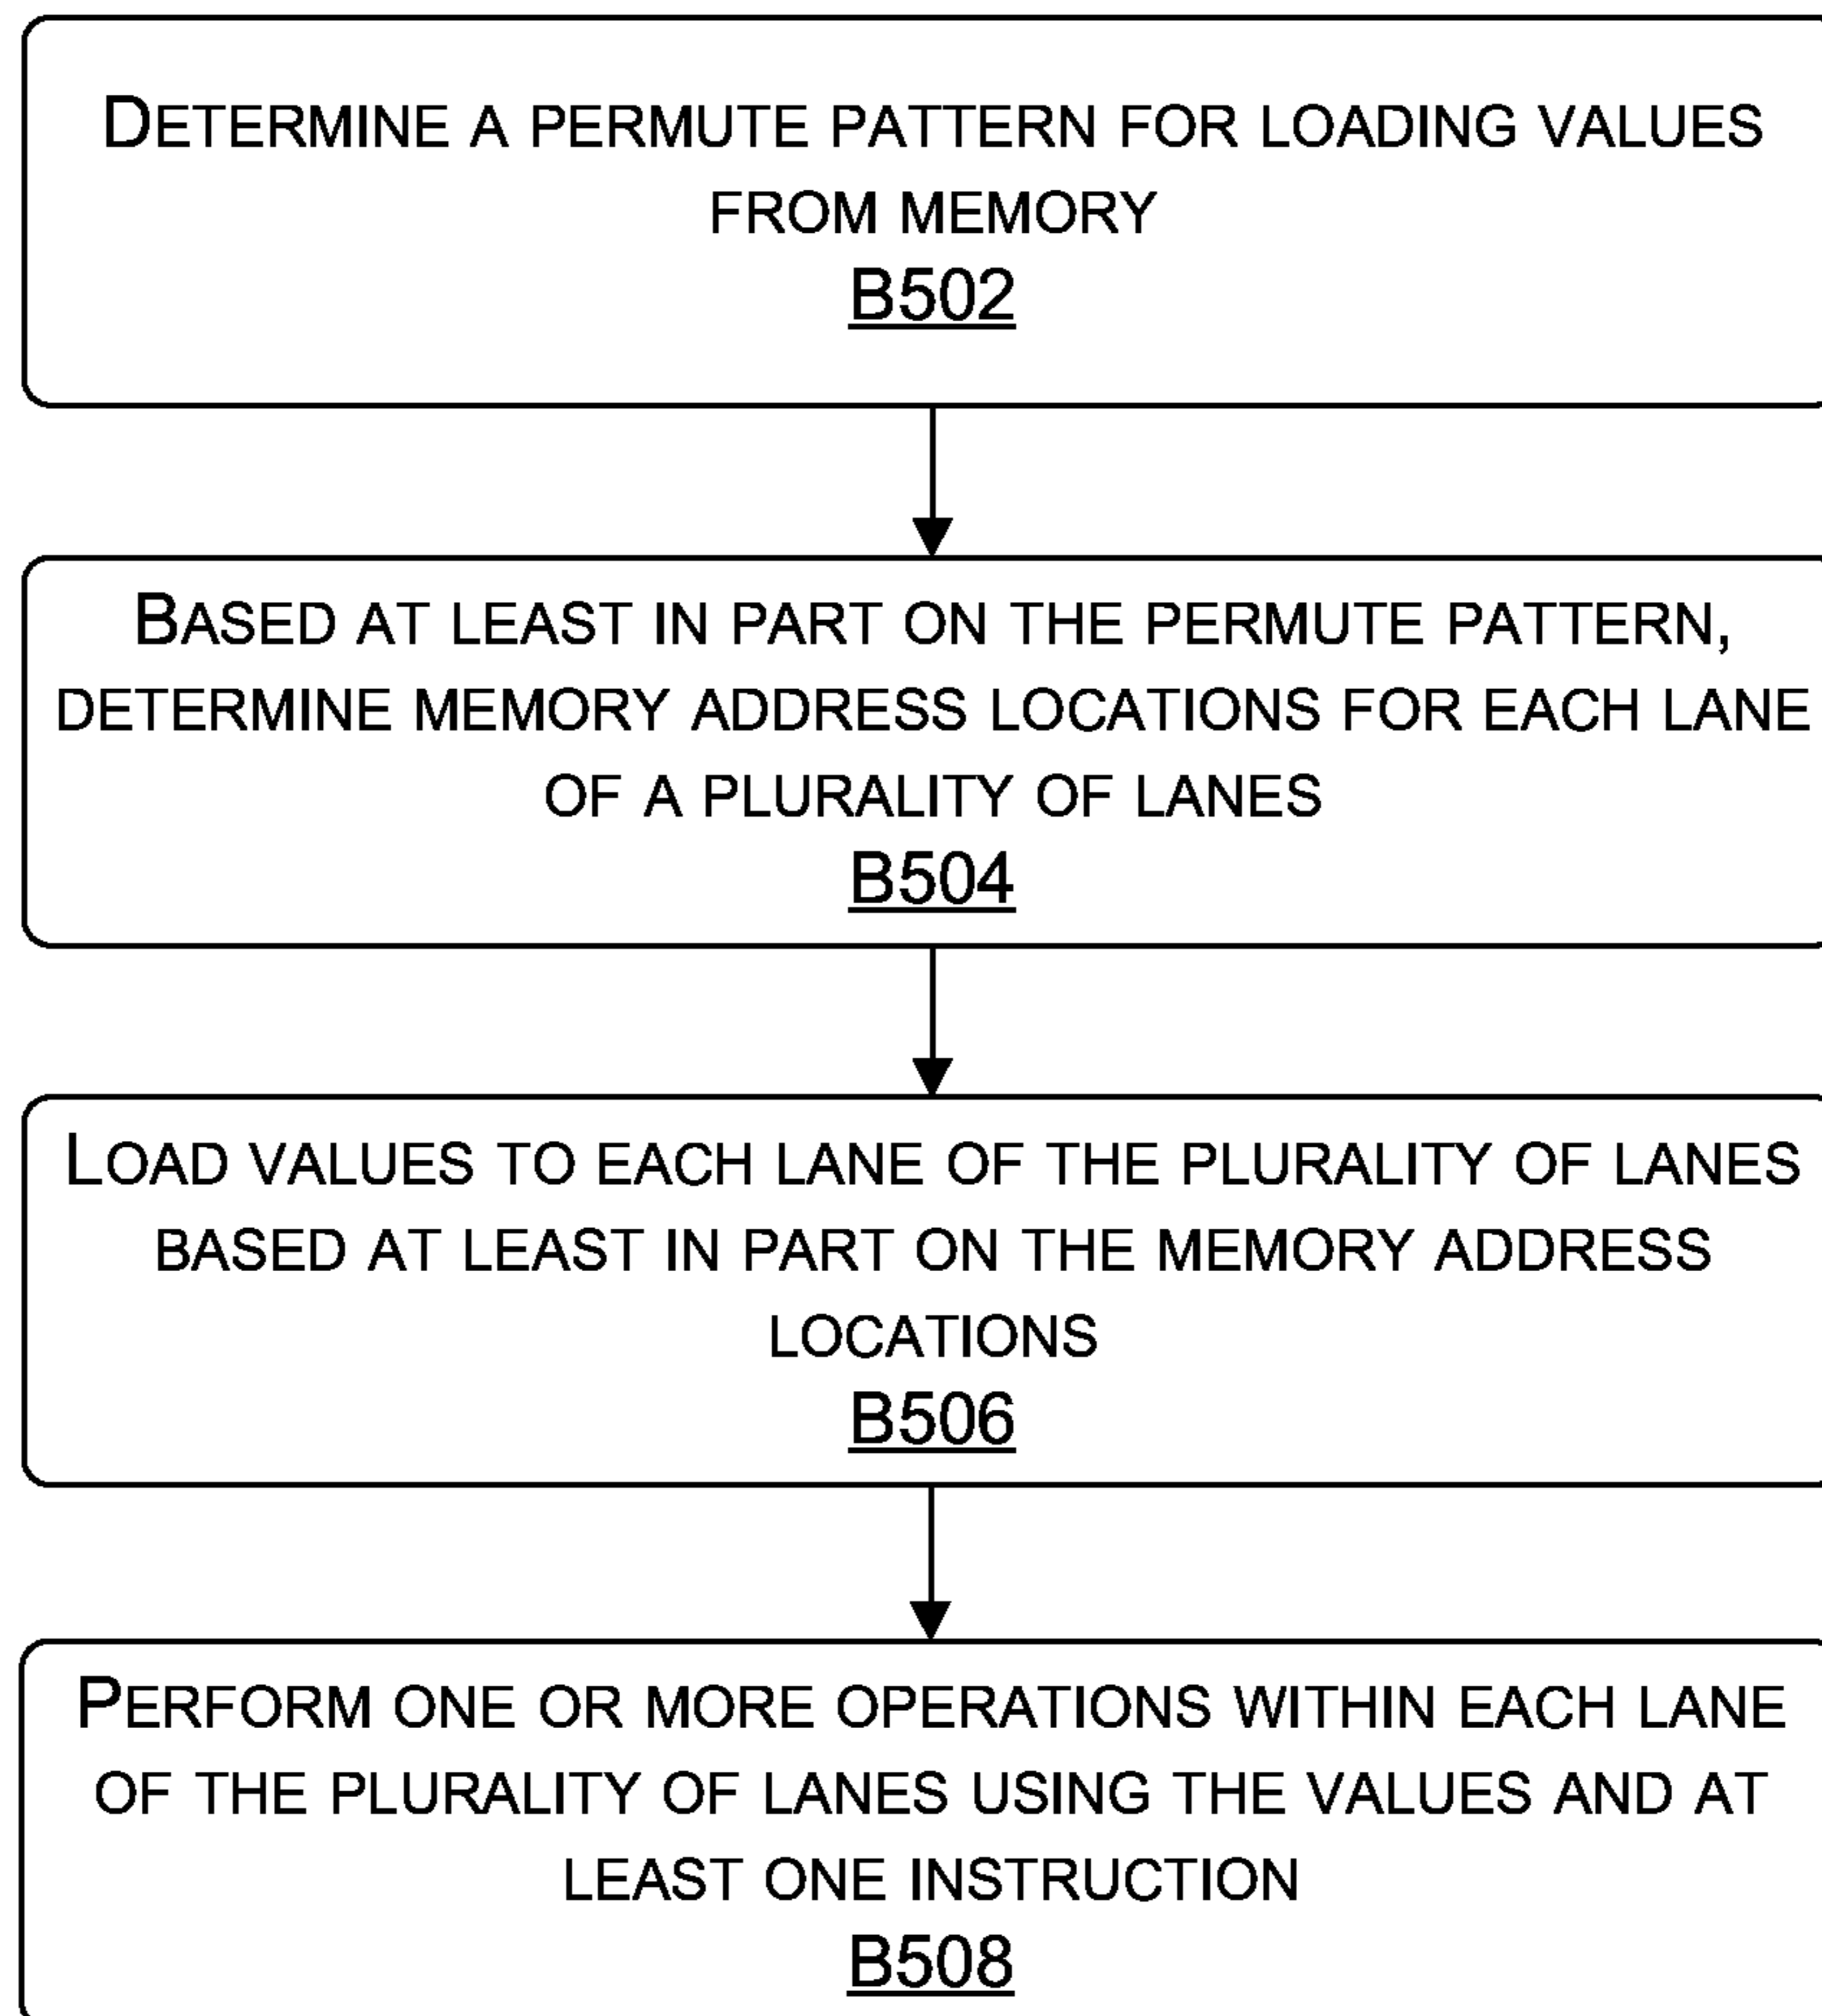 DETERMINE A PERMUTE PATTERN FOR LOADING VALUES
FROM MEMORY
B502
BASED AT LEAST IN PART ON THE PERMUTE PATTERN,
DETERMINE MEMORY ADDRESS LOCATIONS FOR EACH LANE
OF A PLURALITY OF LANES
B504
LOAD VALUES TO EACH LANE OF THE PLURALITY OF LANES
BASED AT LEAST IN PART ON THE MEMORY ADDRESS
LOCATIONS
B506
PERFORM ONE OR MORE OPERATIONS WITHIN EACH LANE
OF THE PLURALITY OF LANES USING THE VALUES AND AT
LEAST ONE INSTRUCTION
B508